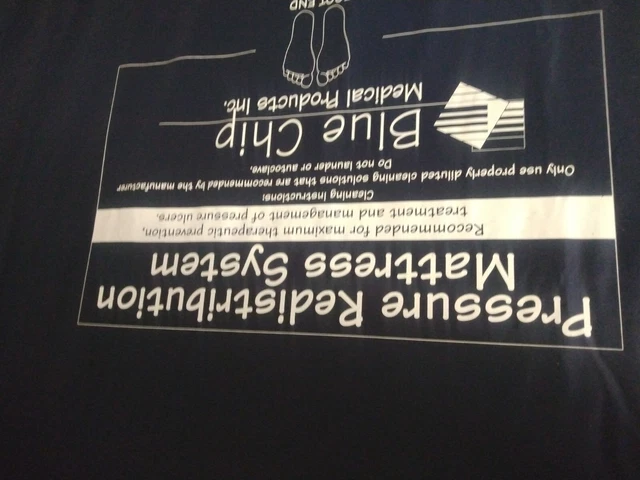 Pressure Redistribution
Mattress System
Recommended for maximum therapeutic prevention,
treatment and management of pressure ulcers.
Cleaning Instructions:
Only use properly diluted cleaning solutions that are recommended by the manufacturer
Do not launder or autoclave.
Blue Chip
Medical Products Inc.
FOOT END